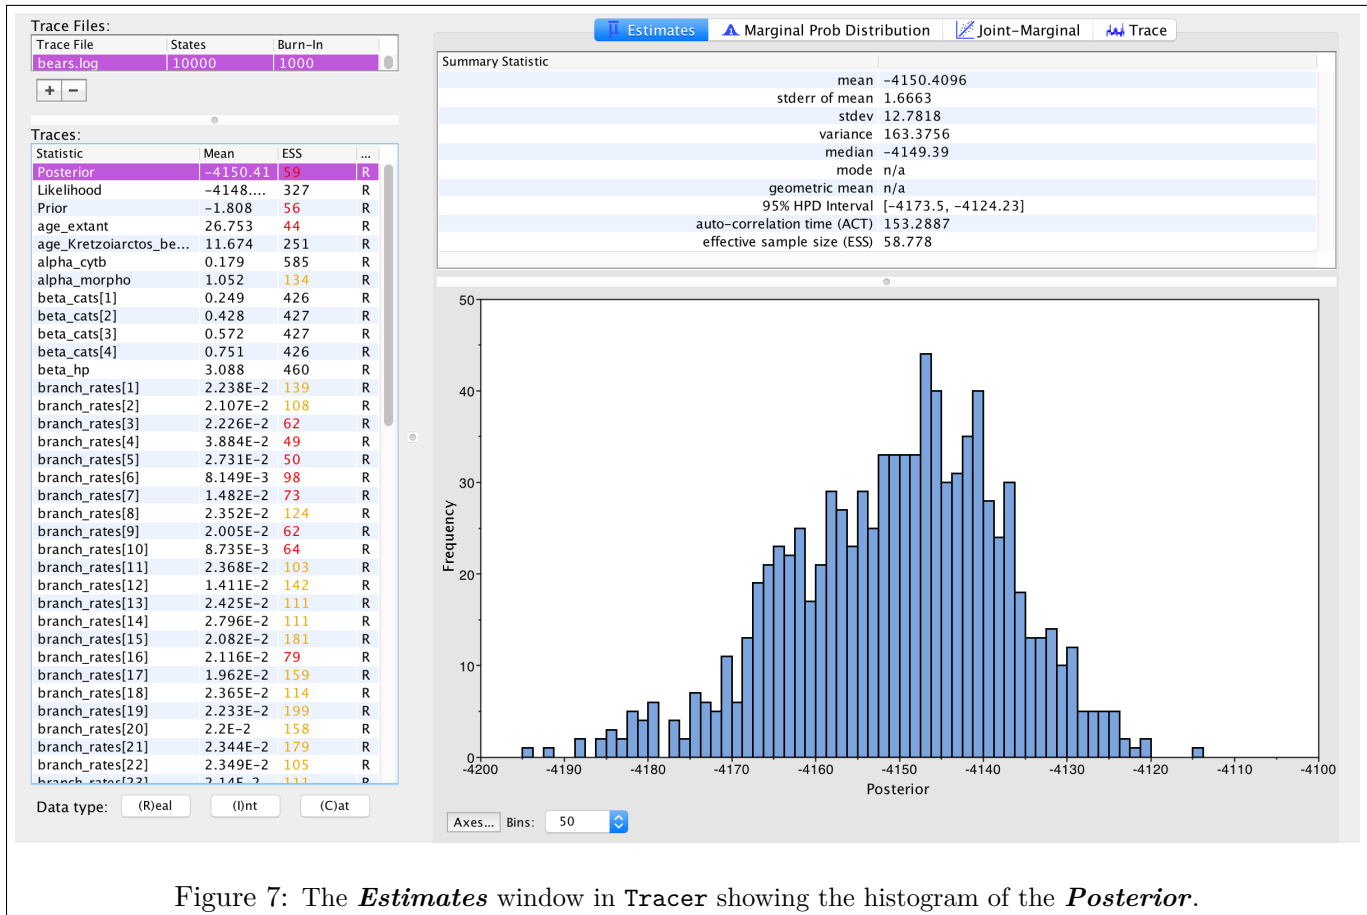 Trace Files:
Trace File States Burn-In
bears.log 10000 1000
+ −
Traces:
Statistic Mean ESS ...
Posterior -4150.41 59 R
Likelihood -4148.... 327 R
Prior -1.808 56 R
age_extant 26.753 44 R
age_Kretzoiarctos_be... 11.674 251 R
alpha_cytb 0.179 585 R
alpha_morpho 1.052 134 R
beta_cats[1] 0.249 426 R
beta_cats[2] 0.428 427 R
beta_cats[3] 0.572 427 R
beta_cats[4] 0.751 426 R
beta_hp 3.088 460 R
branch_rates[1] 2.238E-2 139 R
branch_rates[2] 2.107E-2 108 R
branch_rates[3] 2.226E-2 62 R
branch_rates[4] 3.884E-2 49 R
branch_rates[5] 2.731E-2 50 R
branch_rates[6] 8.149E-3 98 R
branch_rates[7] 1.482E-2 73 R
branch_rates[8] 2.352E-2 124 R
branch_rates[9] 2.005E-2 62 R
branch_rates[10] 8.735E-3 64 R
branch_rates[11] 2.368E-2 103 R
branch_rates[12] 1.411E-2 142 R
branch_rates[13] 2.425E-2 111 R
branch_rates[14] 2.796E-2 111 R
branch_rates[15] 2.082E-2 181 R
branch_rates[16] 2.116E-2 79 R
branch_rates[17] 1.962E-2 159 R
branch_rates[18] 2.365E-2 114 R
branch_rates[19] 2.233E-2 199 R
branch_rates[20] 2.2E-2 158 R
branch_rates[21] 2.344E-2 179 R
branch_rates[22] 2.349E-2 105 R
branch_rates[23] 2.14E-2 111 R
Data type: (R)eal (I)nt (C)at
Estimates Marginal Prob Distribution Joint-Marginal Trace
Summary Statistic
mean -4150.4096
stderr of mean 1.6663
stdev 12.7818
variance 163.3756
median -4149.39
mode n/a
geometric mean n/a
95% HPD Interval [-4173.5, -4124.23]
auto-correlation time (ACT) 153.2887
effective sample size (ESS) 58.778
50
40
30
20
10
0
Frequency
-4200 -4190 -4180 -4170 -4160 -4150 -4140 -4130 -4120 -4110 -4100
Posterior
Axes... Bins: 50
Figure 7: The Estimates window in Tracer showing the histogram of the Posterior.